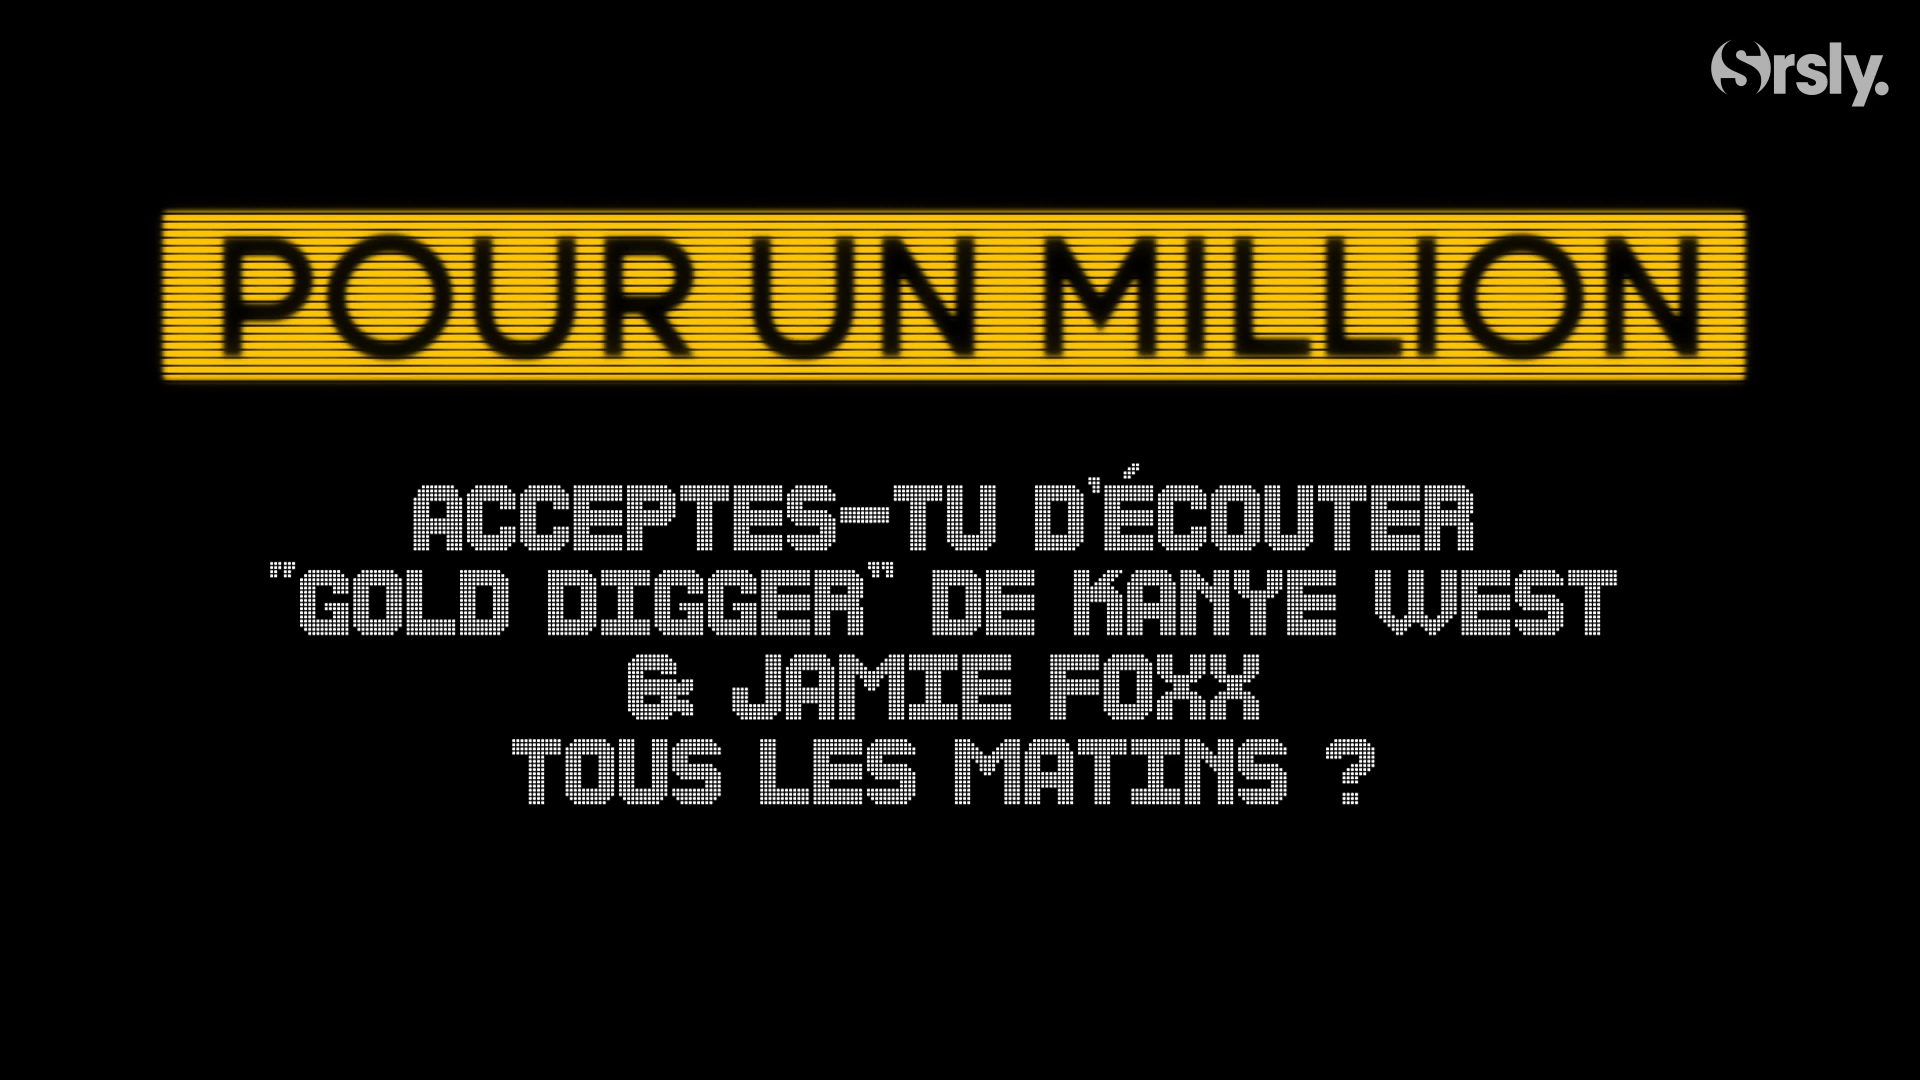 Srsly.
POUR UN MILLION
ACCEPTES-TU D'ÉCOUTER
"GOLD DIGGER" DE KANYE WEST
& JAMIE FOXX
TOUS LES MATINS ?